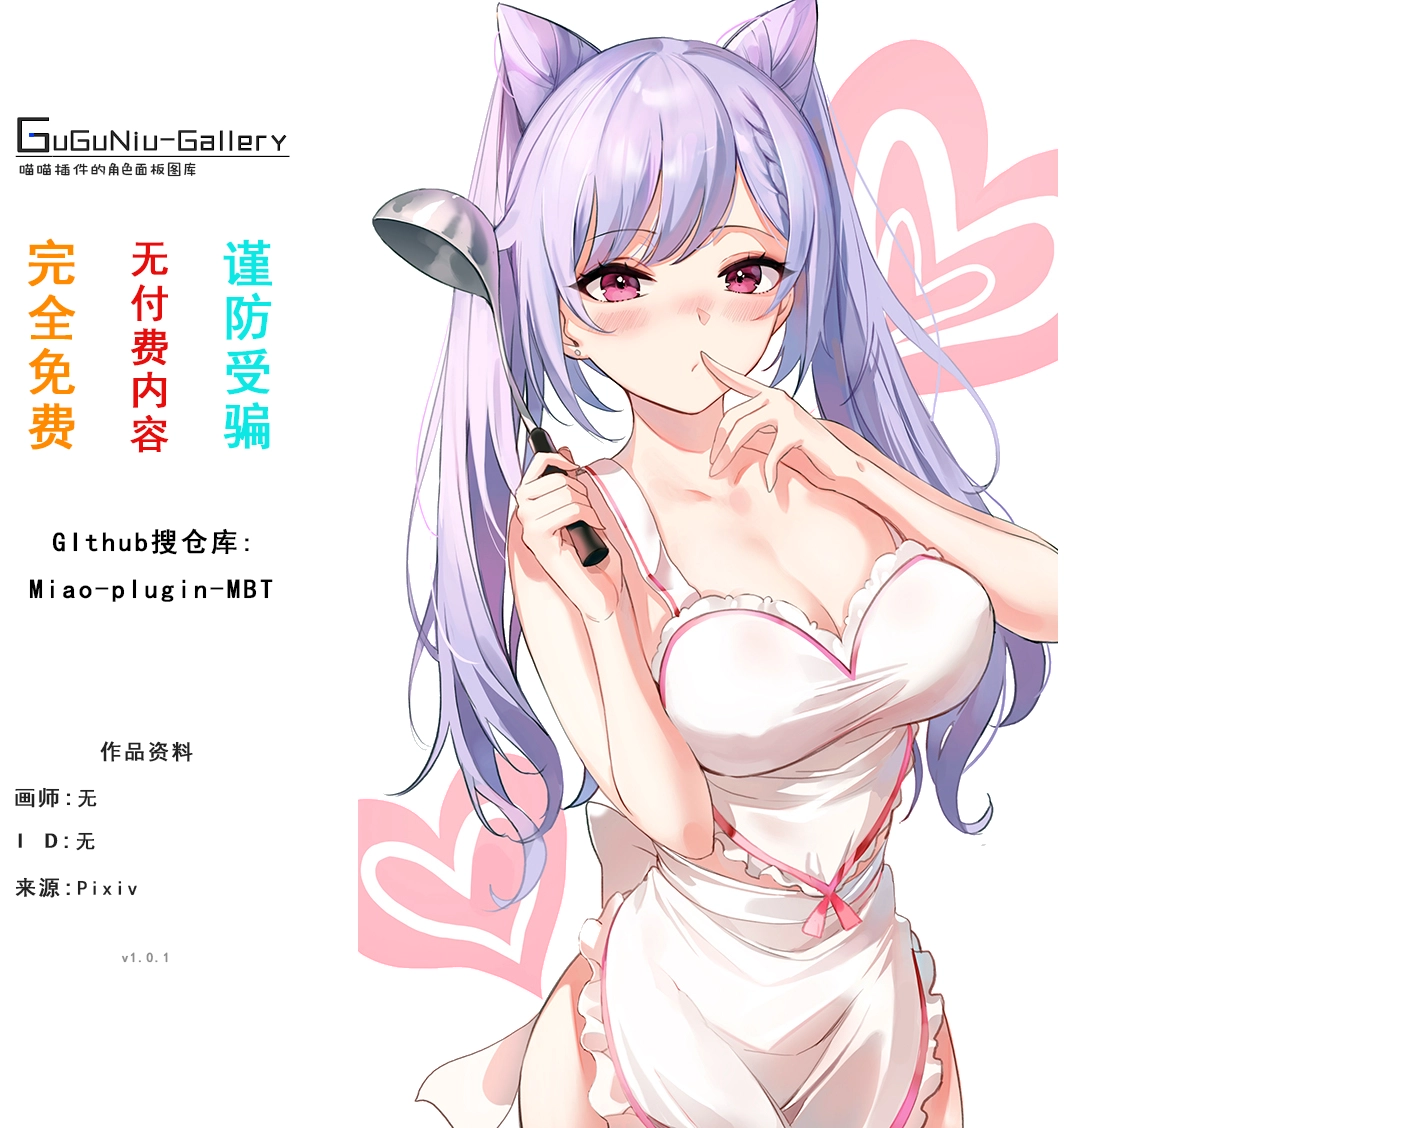 GuGuNiu-Gallery
喵喵插件的角色面板图库
完全免费
无付费内容
谨防受骗
GIthub搜仓库:
Miao-plugin-MBT
作品资料
画师:无
I D:无
来源:Pixiv
v1.0.1